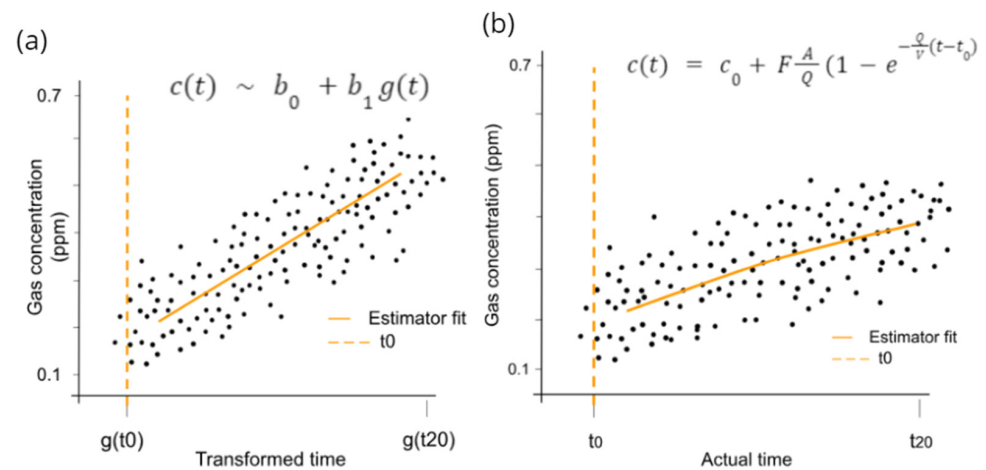 (a)
0.7
c(t) ~ b₀ + b₁g(t)
Gas concentration
(ppm)
Estimator fit
t0
0.1
g(t0)
g(t20)
Transformed time
(b)
0.7
c(t) = c₀ + F A/Q (1 − e^−Q/V(t−t₀)
Gas concentration (ppm)
Estimator fit
t0
0.1
t0
t20
Actual time